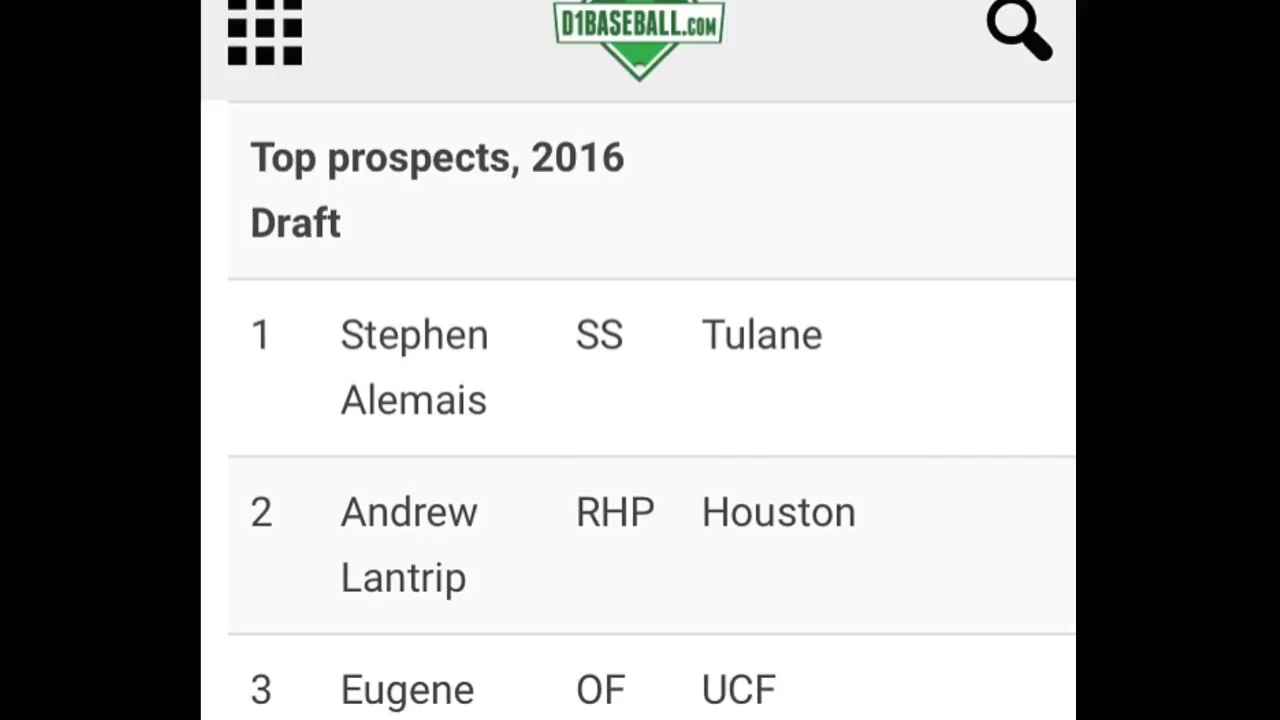 D1BASEBALL.COM
Top prospects, 2016
Draft
1 Stephen SS Tulane
Alemais
2 Andrew RHP Houston
Lantrip
3 Eugene OF UCF